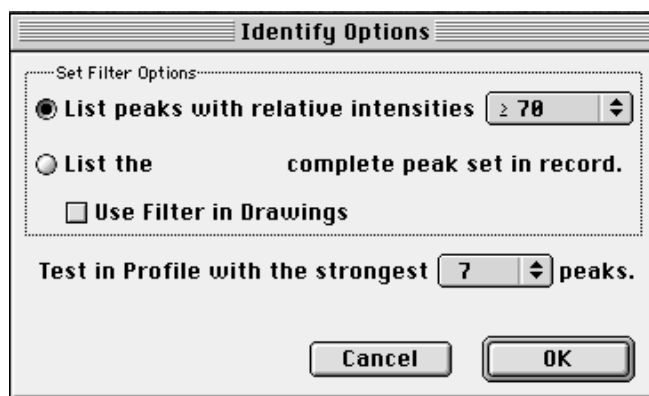 Identify Options
Set Filter Options
List peaks with relative intensities ≥ 70
List the complete peak set in record.
Use Filter in Drawings
Test in Profile with the strongest 7 peaks.
Cancel OK